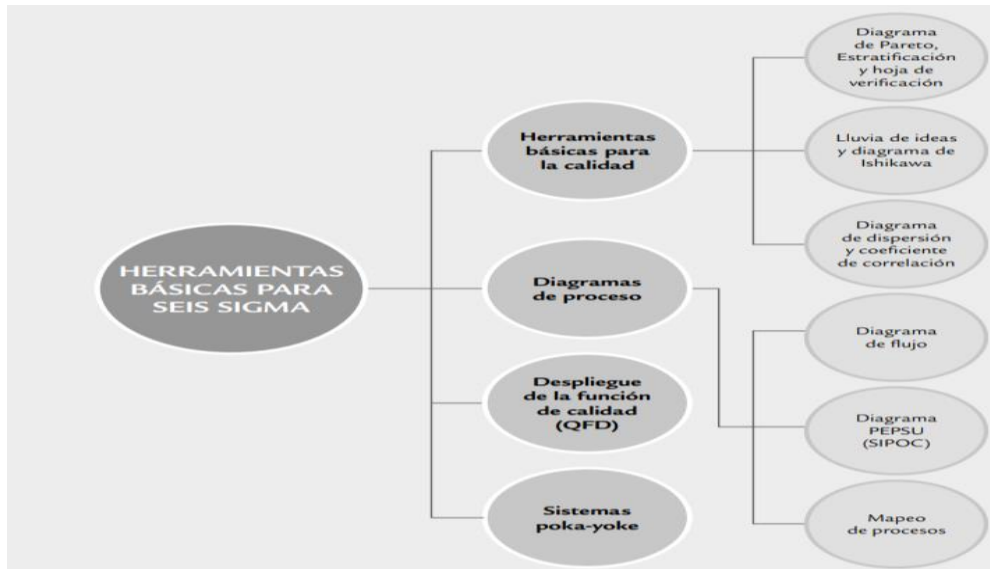 HERRAMIENTAS
BÁSICAS PARA
SEIS SIGMA
Herramientas
básicas para
la calidad
Diagrama
de Pareto,
Estratificación
y hoja de
verificación
Lluvia de ideas
y diagrama de
Ishikawa
Diagrama
de dispersión
y coeficiente
de correlación
Diagramas
de proceso
Diagrama
de flujo
Diagrama
PEPSU
(SIPOC)
Mapeo
de procesos
Despliegue
de la función
de calidad
(QFD)
Sistemas
poka-yoke